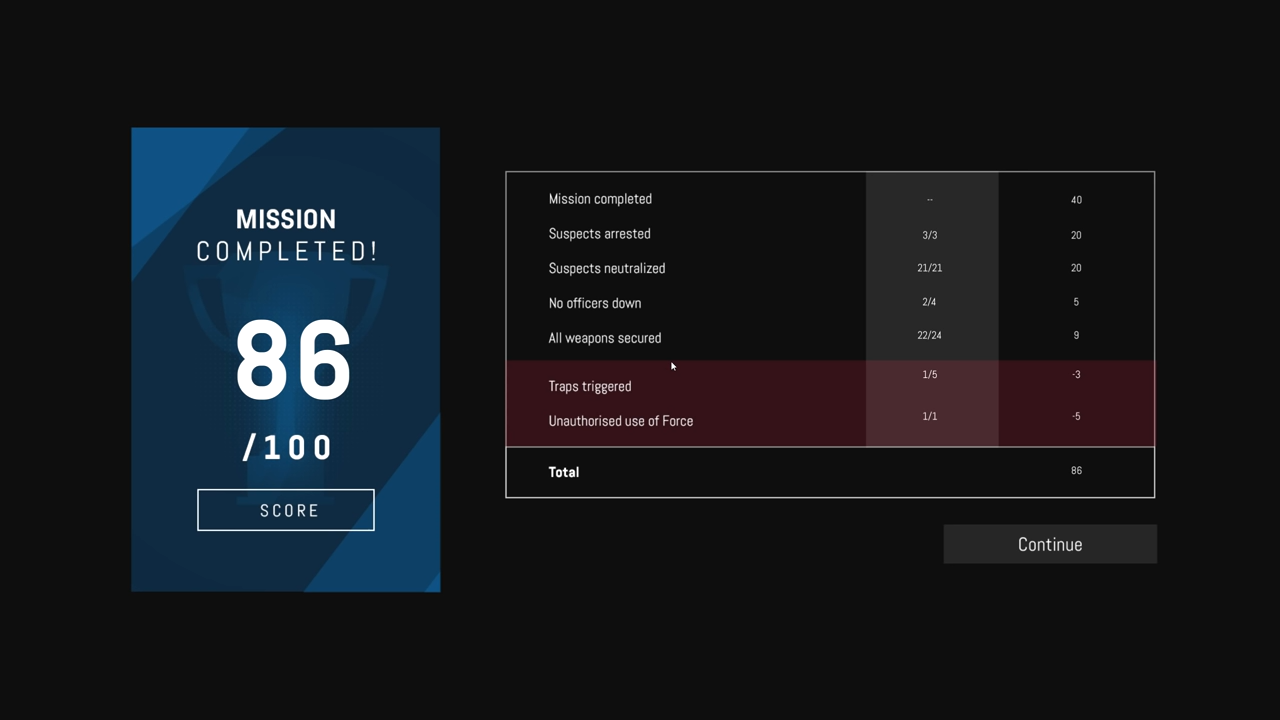 MISSION
COMPLETED!
86
/100
SCORE
Mission completed -- 40
Suspects arrested 3/3 20
Suspects neutralized 21/21 20
No officers down 2/4 5
All weapons secured 22/24 9
Traps triggered 1/5 -3
Unauthorised use of Force 1/1 -5
Total 86
Continue